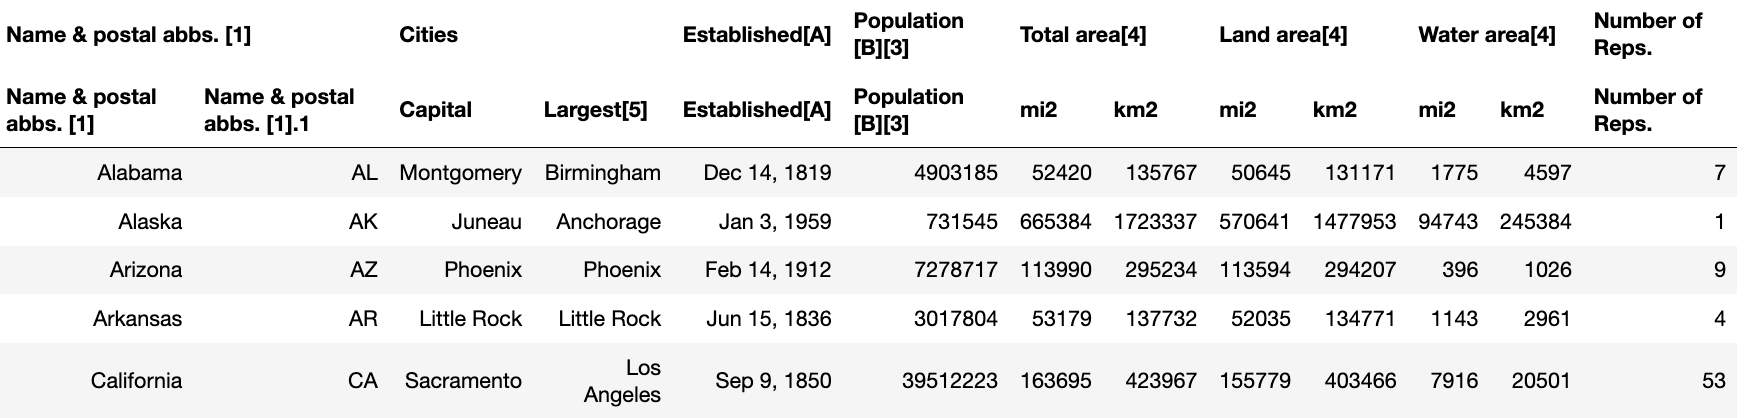 Name & postal abbs. [1] Cities Established[A] Population [B][3] Total area[4] Land area[4] Water area[4] Number of Reps.
Name & postal abbs. [1] Name & postal abbs. [1].1 Capital Largest[5] Established[A] Population [B][3] mi2 km2 mi2 km2 mi2 km2 Number of Reps.
Alabama AL Montgomery Birmingham Dec 14, 1819 4903185 52420 135767 50645 131171 1775 4597 7
Alaska AK Juneau Anchorage Jan 3, 1959 731545 665384 1723337 570641 1477953 94743 245384 1
Arizona AZ Phoenix Phoenix Feb 14, 1912 7278717 113990 295234 113594 294207 396 1026 9
Arkansas AR Little Rock Little Rock Jun 15, 1836 3017804 53179 137732 52035 134771 1143 2961 4
California CA Sacramento Los Angeles Sep 9, 1850 39512223 163695 423967 155779 403466 7916 20501 53